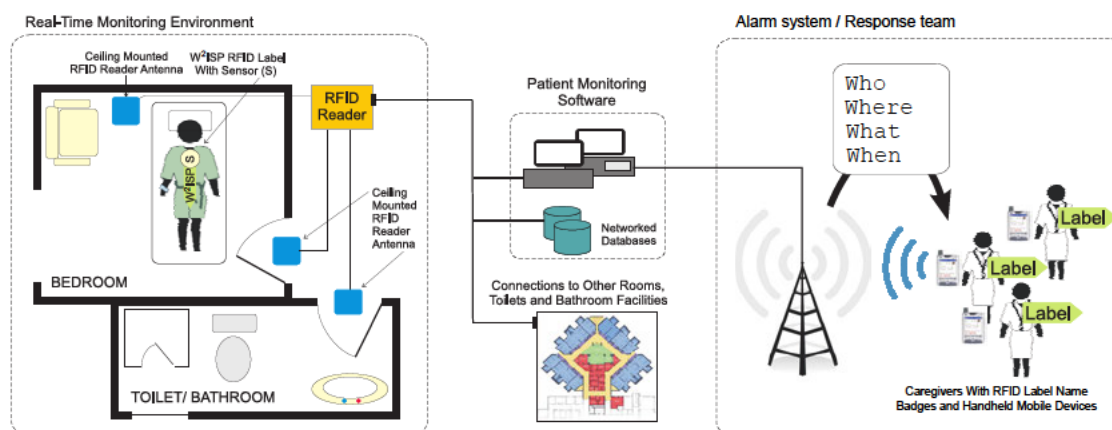 Real-Time Monitoring Environment
Ceiling Mounted
RFID Reader Antenna
W²ISP RFID Label
With Sensor (S)
RFID
Reader
S
W²ISP
Ceiling
Mounted
RFID
Reader
Antenna
BEDROOM
TOILET/ BATHROOM
Patient Monitoring
Software
Networked
Databases
Connections to Other Rooms,
Toilets and Bathroom Facilities
Alarm system / Response team
Who
Where
What
When
Label
Label
Label
Caregivers With RFID Label Name
Badges and Handheld Mobile Devices